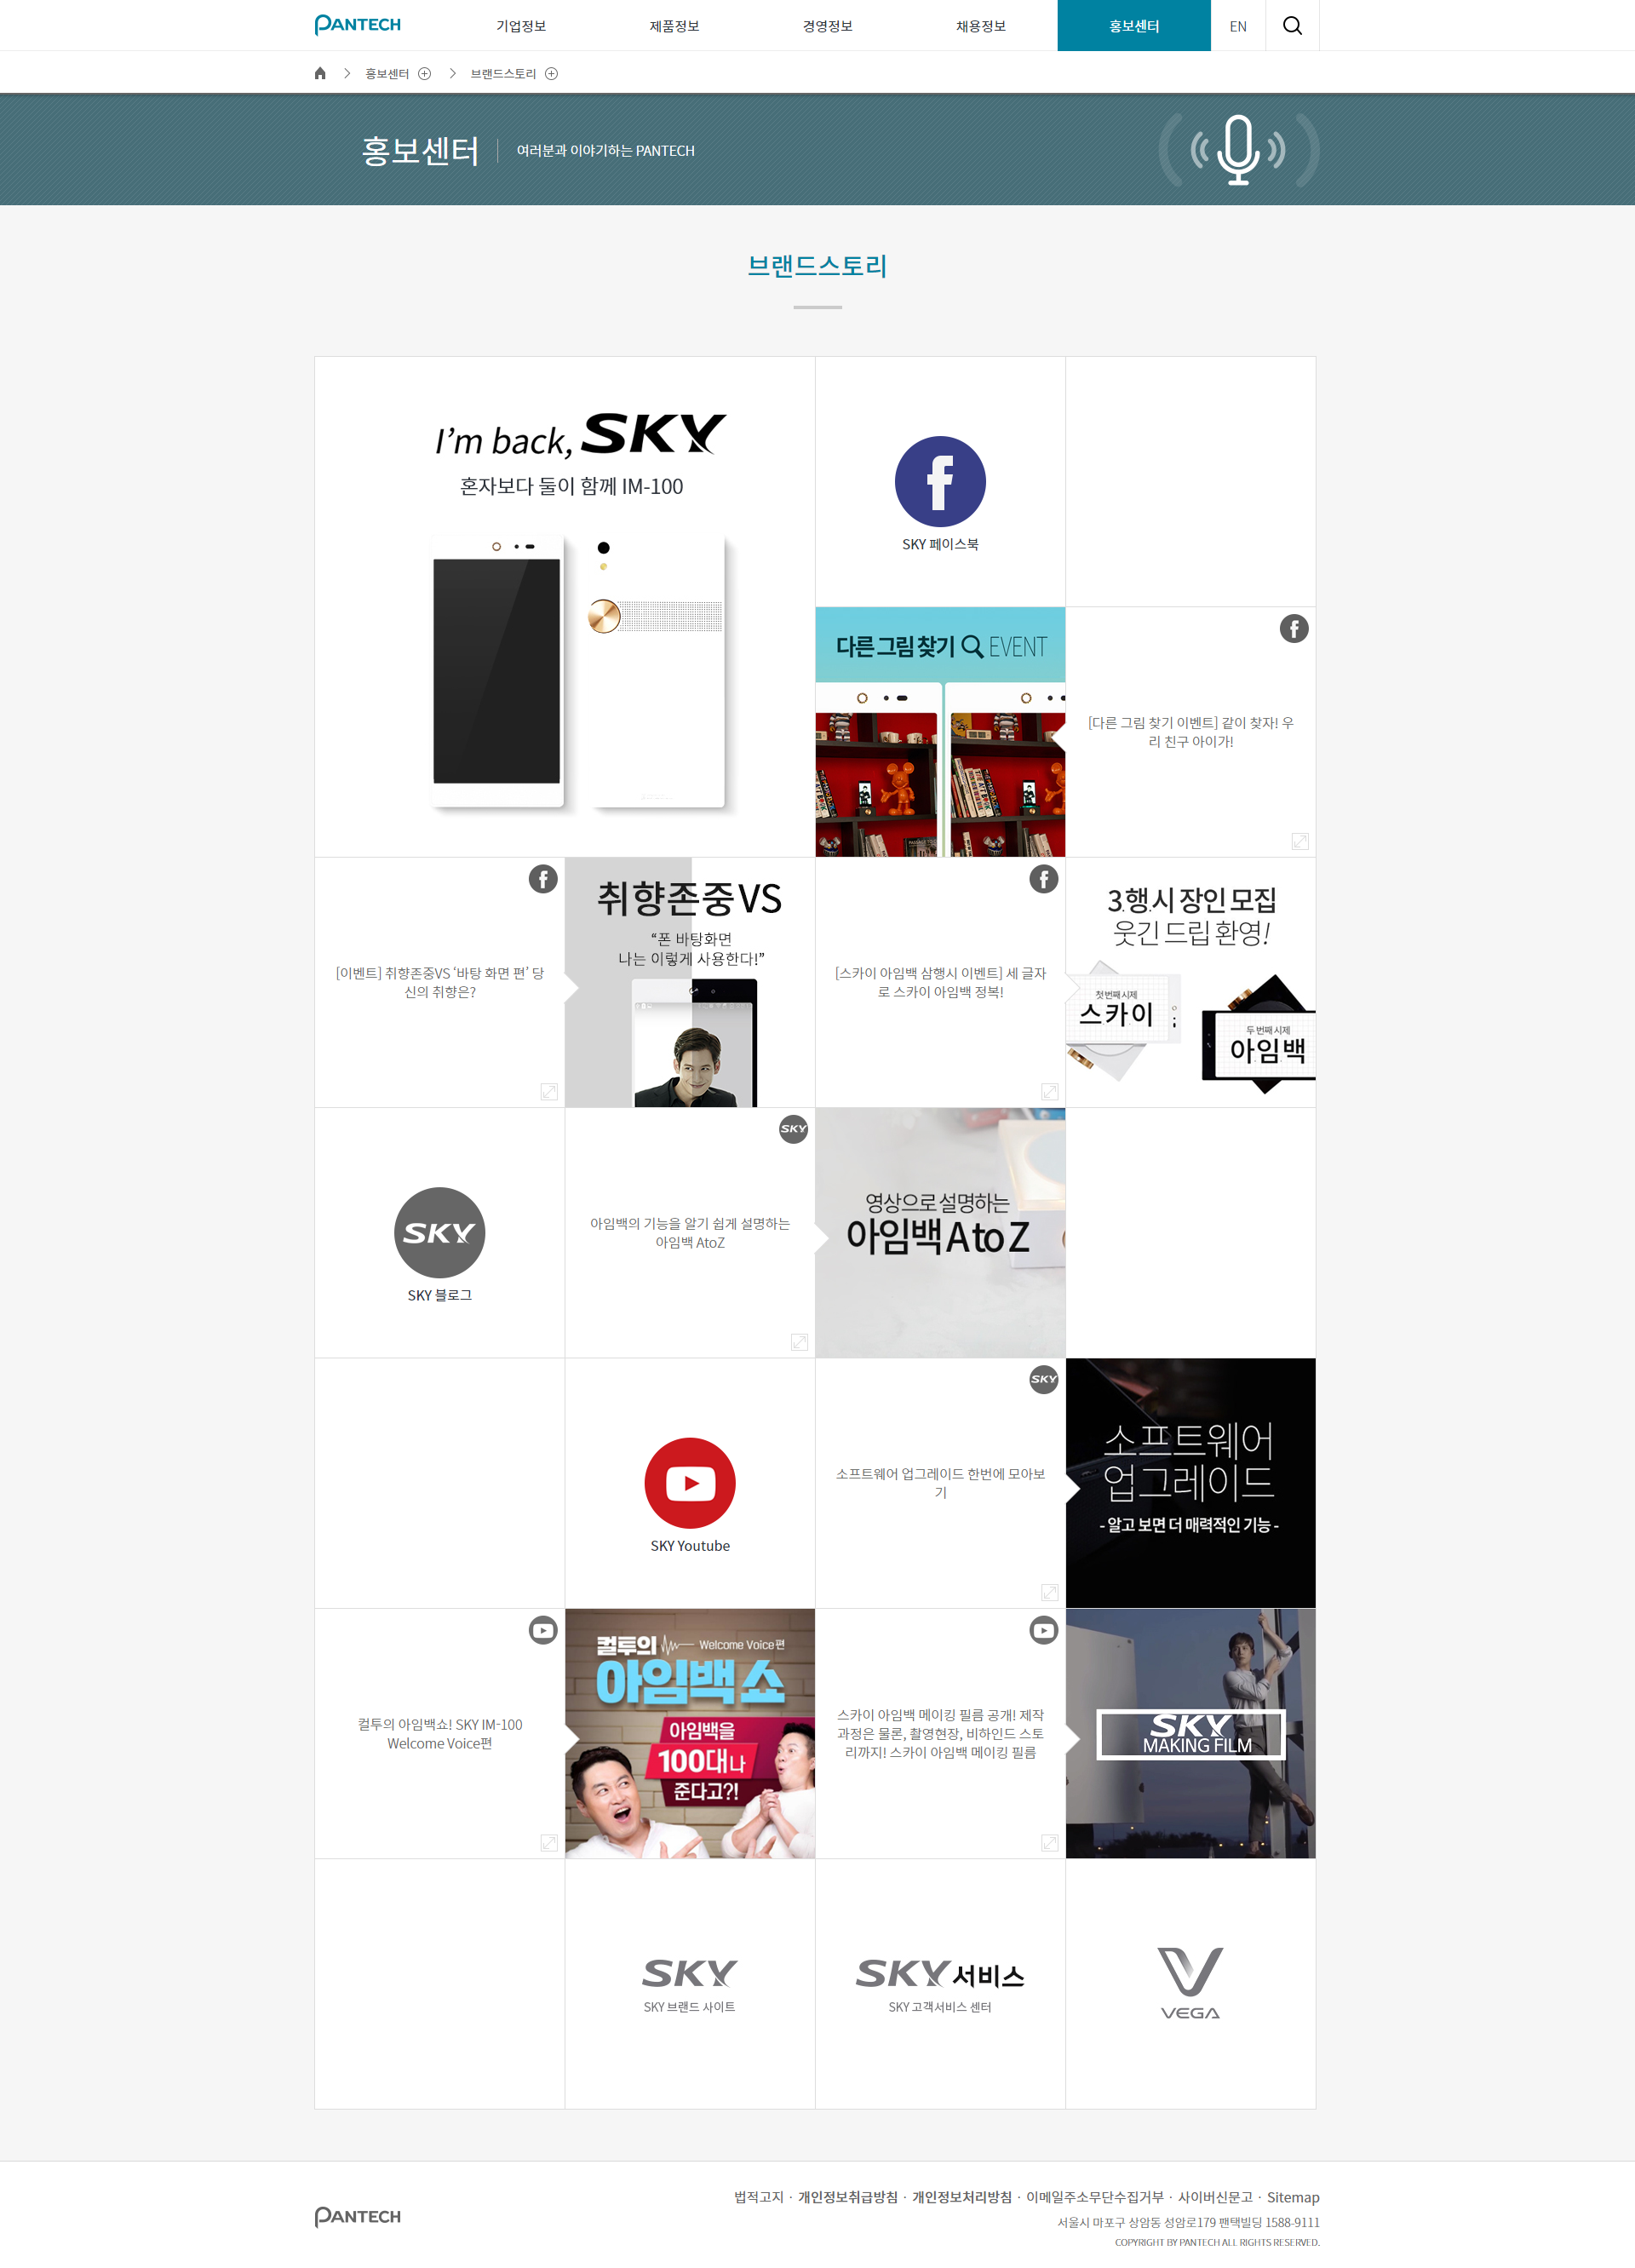 PANTECH
기업정보
제품정보
경영정보
채용정보
홍보센터
EN
홍보센터
브랜드스토리
홍보센터
여러분과 이야기하는 PANTECH
브랜드스토리
I'm back, SKY
혼자보다 둘이 함께 IM-100
SKY 페이스북
다른 그림 찾기 EVENT
[다른 그림 찾기 이벤트] 같이 찾자! 우
리 친구 아이가!
[이벤트] 취향존중VS ‘바탕 화면 편’ 당
신의 취향은?
취향존중 VS
“폰 바탕화면
나는 이렇게 사용한다!”
[스카이 아임백 삼행시 이벤트] 세 글자
로 스카이 아임백 정복!
3.행.시 장인 모집
웃긴 드립 환영!
첫번째 시제
스카이
두번째 시제
아임백
SKY
SKY 블로그
SKY
아임백의 기능을 알기 쉽게 설명하는
아임백 AtoZ
영상으로 설명하는
아임백 A to Z
SKY Youtube
SKY
소프트웨어 업그레이드 한번에 모아보
기
소프트웨어
업그레이드
- 알고 보면 더 매력적인 기능 -
컬투의 아임백쇼! SKY IM-100
Welcome Voice편
컬투의 Welcome Voice 편
아임백 쇼
아임백을
100대나
준다고?!
스카이 아임백 메이킹 필름 공개! 제작
과정은 물론, 촬영현장, 비하인드 스토
리까지! 스카이 아임백 메이킹 필름
SKY
MAKING FILM
SKY
SKY 브랜드 사이트
SKY 서비스
SKY 고객서비스 센터
VEGA
PANTECH
법적고지 · 개인정보취급방침 · 개인정보처리방침 · 이메일주소무단수집거부 · 사이버신문고 · Sitemap
서울시 마포구 상암동 성암로179 팬택빌딩 1588-9111
COPYRIGHT BY PANTECH ALL RIGHTS RESERVED.